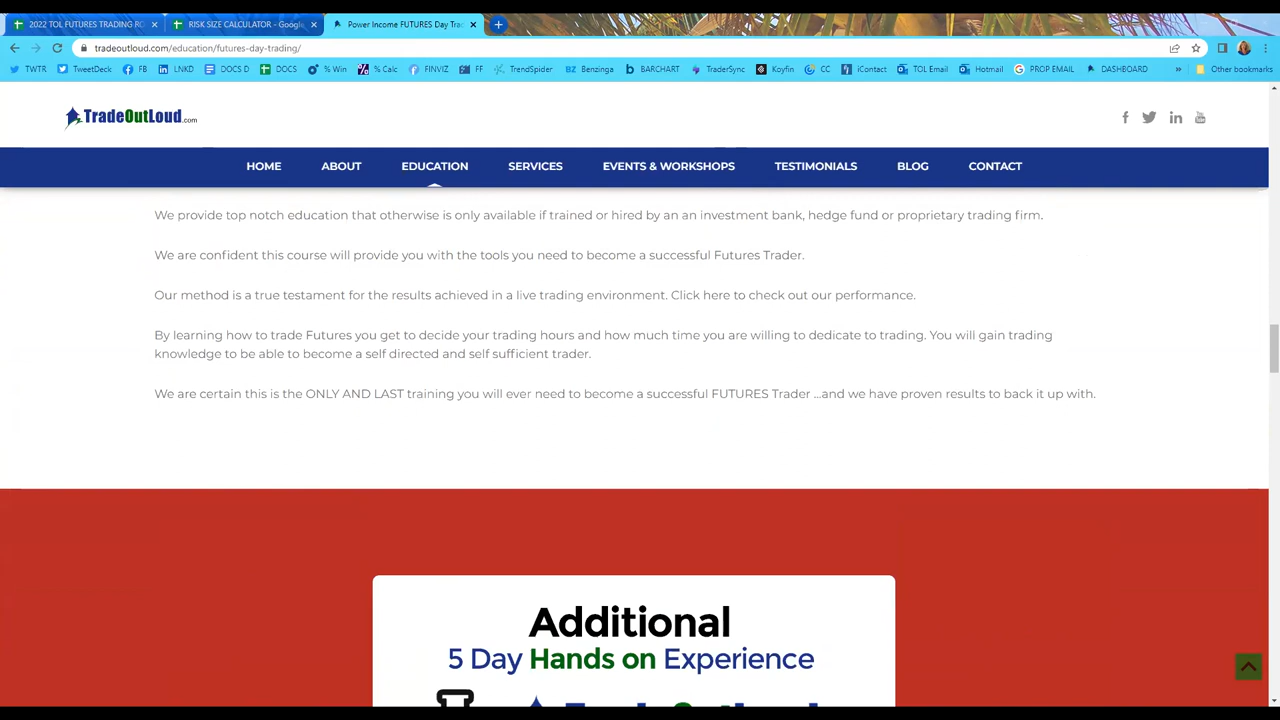 2022 TOL FUTURES TRADING RO
RISK SIZE CALCULATOR - Google
Power Income FUTURES Day Trad
tradeoutloud.com/education/futures-day-trading/
TWTR TweetDeck FB LNKD DOCS D DOCS % Win % Calc FINVIZ FF TrendSpider Benzinga BARCHART TraderSync Koyfin CC iContact TOL Email Hotmail PROP EMAIL DASHBOARD » Other bookmarks
TradeOutLoud.com
HOME ABOUT EDUCATION SERVICES EVENTS & WORKSHOPS TESTIMONIALS BLOG CONTACT
We provide top notch education that otherwise is only available if trained or hired by an an investment bank, hedge fund or proprietary trading firm.
We are confident this course will provide you with the tools you need to become a successful Futures Trader.
Our method is a true testament for the results achieved in a live trading environment. Click here to check out our performance.
By learning how to trade Futures you get to decide your trading hours and how much time you are willing to dedicate to trading. You will gain trading
knowledge to be able to become a self directed and self sufficient trader.
We are certain this is the ONLY AND LAST training you will ever need to become a successful FUTURES Trader ...and we have proven results to back it up with.
Additional
5 Day Hands on Experience